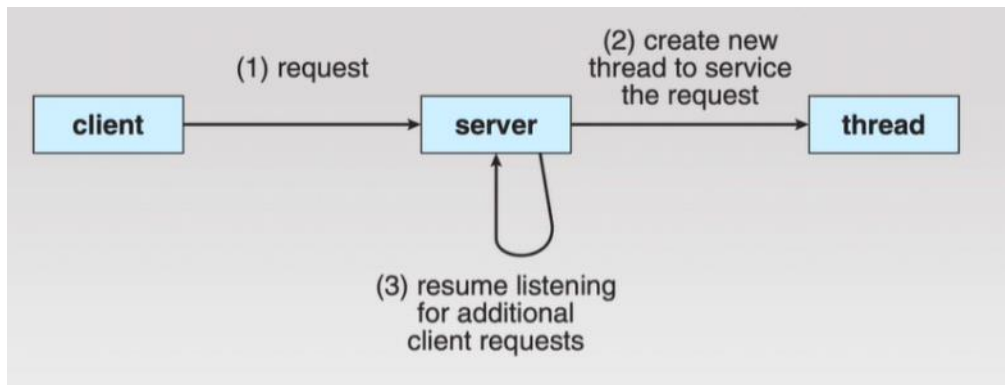 (1) request
(2) create new
thread to service
the request
client
server
thread
(3) resume listening
for additional
client requests